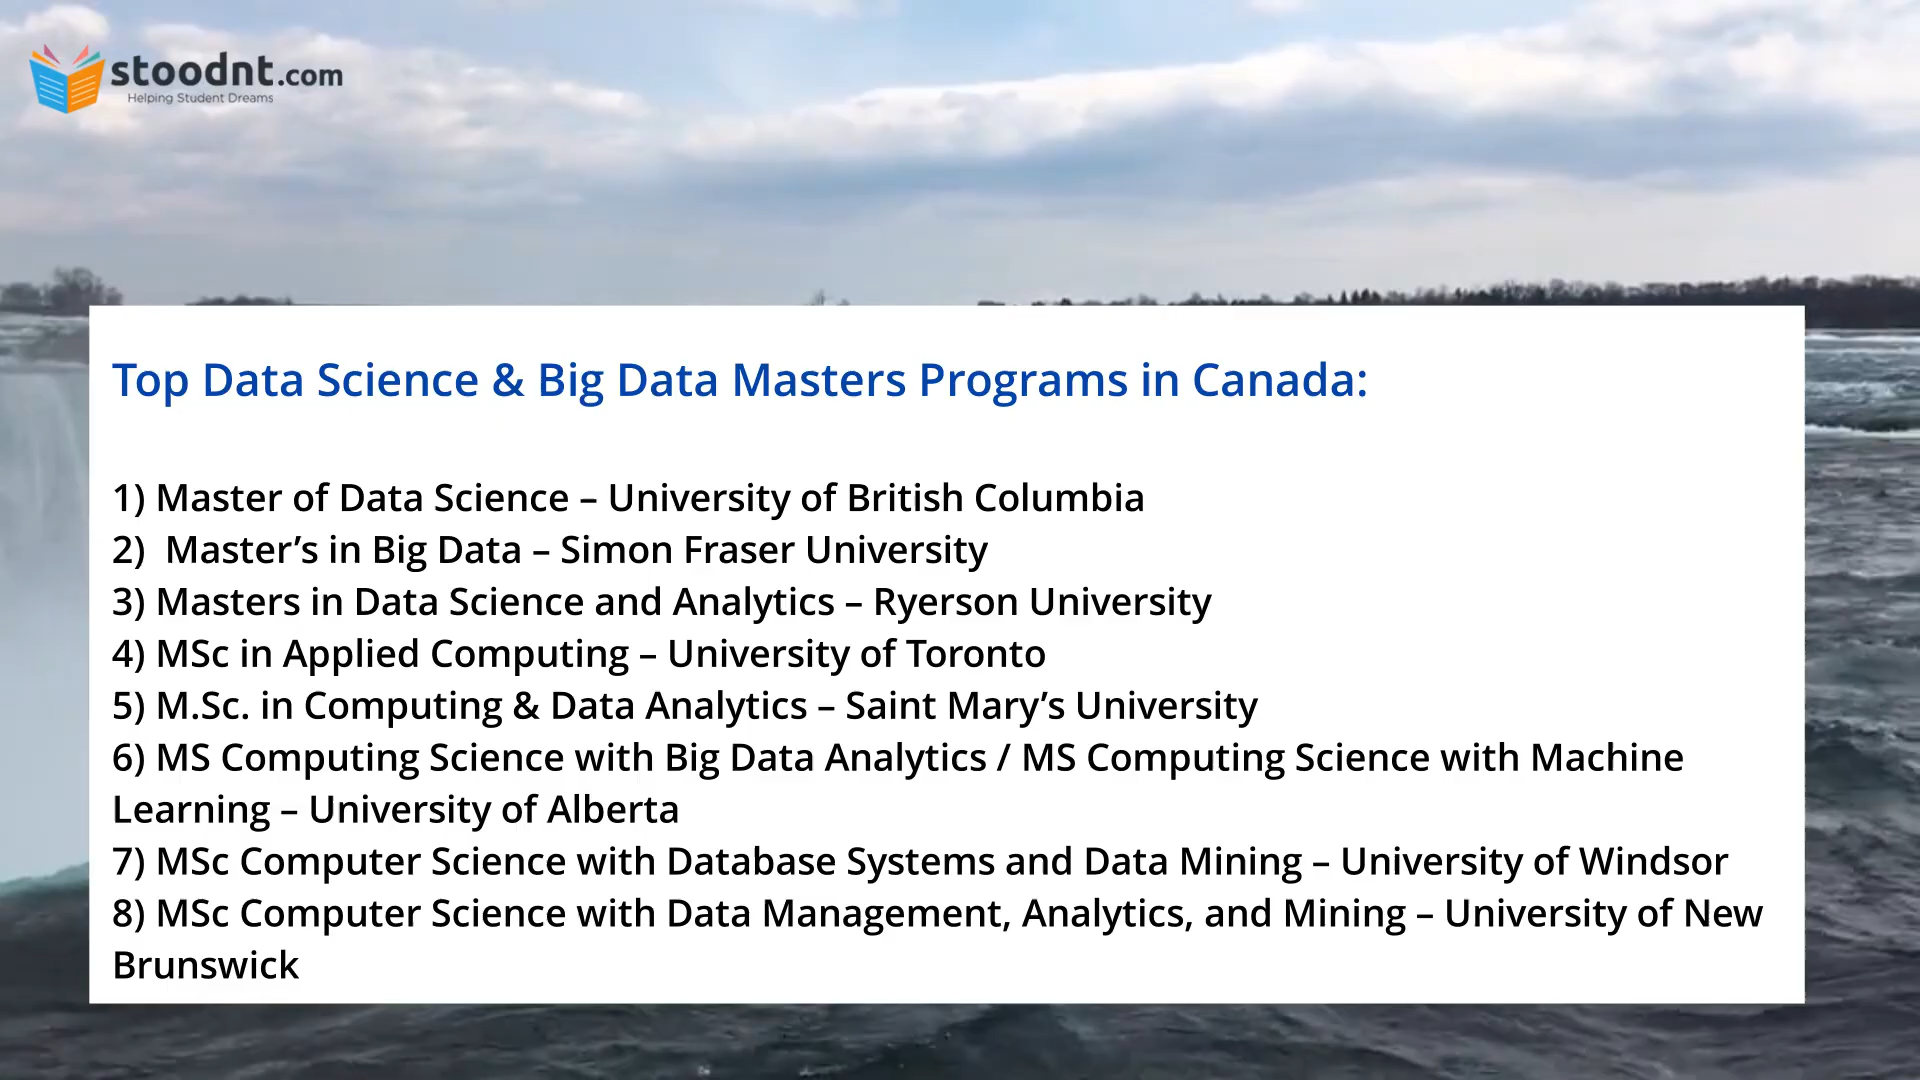 stoodnt.com
Helping Student Dreams
Top Data Science & Big Data Masters Programs in Canada:
1) Master of Data Science – University of British Columbia
2)  Master’s in Big Data – Simon Fraser University
3) Masters in Data Science and Analytics – Ryerson University
4) MSc in Applied Computing – University of Toronto
5) M.Sc. in Computing & Data Analytics – Saint Mary’s University
6) MS Computing Science with Big Data Analytics / MS Computing Science with Machine
Learning – University of Alberta
7) MSc Computer Science with Database Systems and Data Mining – University of Windsor
8) MSc Computer Science with Data Management, Analytics, and Mining – University of New
Brunswick